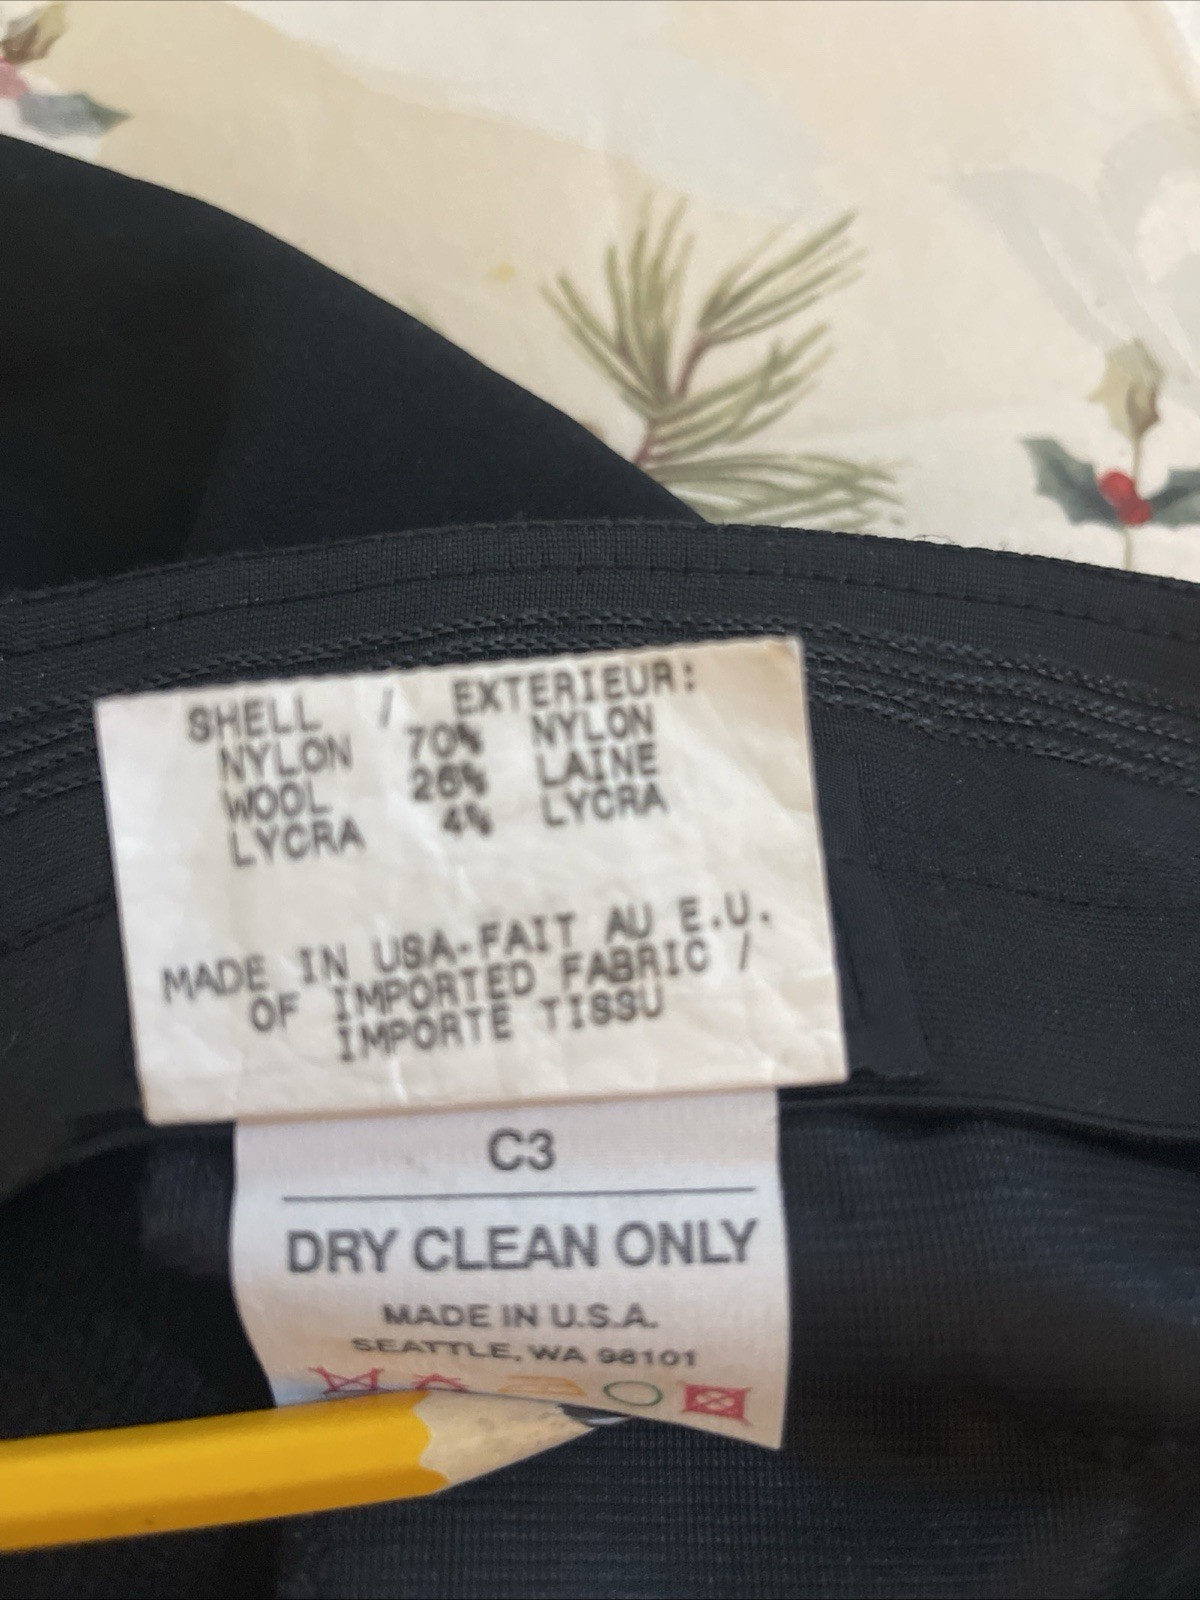 SHELL / EXTERIEUR:
NYLON 70% NYLON
WOOL 26% LAINE
LYCRA 4% LYCRA
MADE IN USA-FAIT AU E.U.
OF IMPORTED FABRIC /
IMPORTE TISSU
C3
DRY CLEAN ONLY
MADE IN U.S.A.
SEATTLE, WA 98101